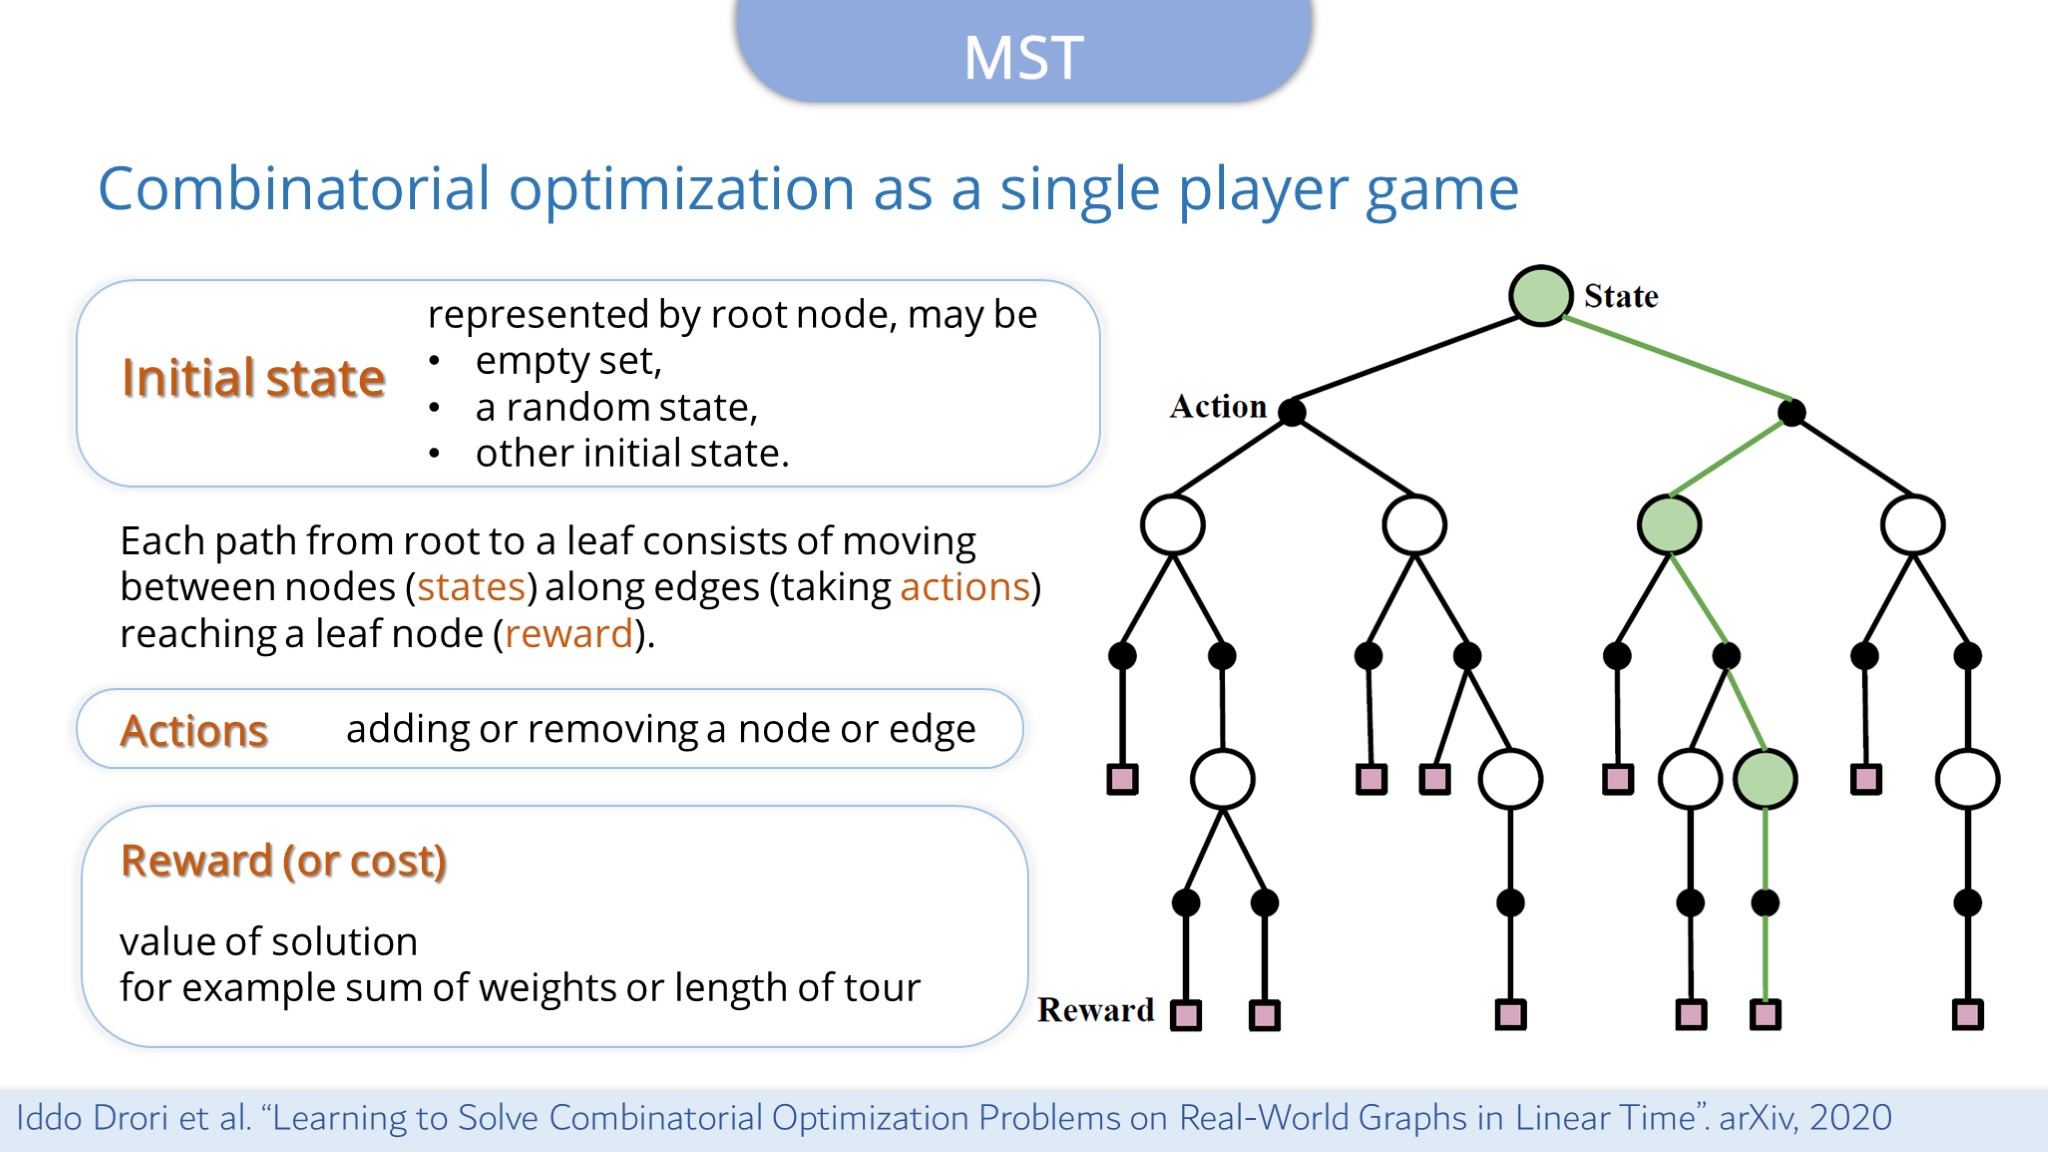 MST
Combinatorial optimization as a single player game
Initial state
represented by root node, may be
• empty set,
• a random state,
• other initial state.
Each path from root to a leaf consists of moving
between nodes (states) along edges (taking actions)
reaching a leaf node (reward).
Actions
adding or removing a node or edge
Reward (or cost)
value of solution
for example sum of weights or length of tour
State
Action
Reward
Iddo Drori et al. “Learning to Solve Combinatorial Optimization Problems on Real-World Graphs in Linear Time”. arXiv, 2020